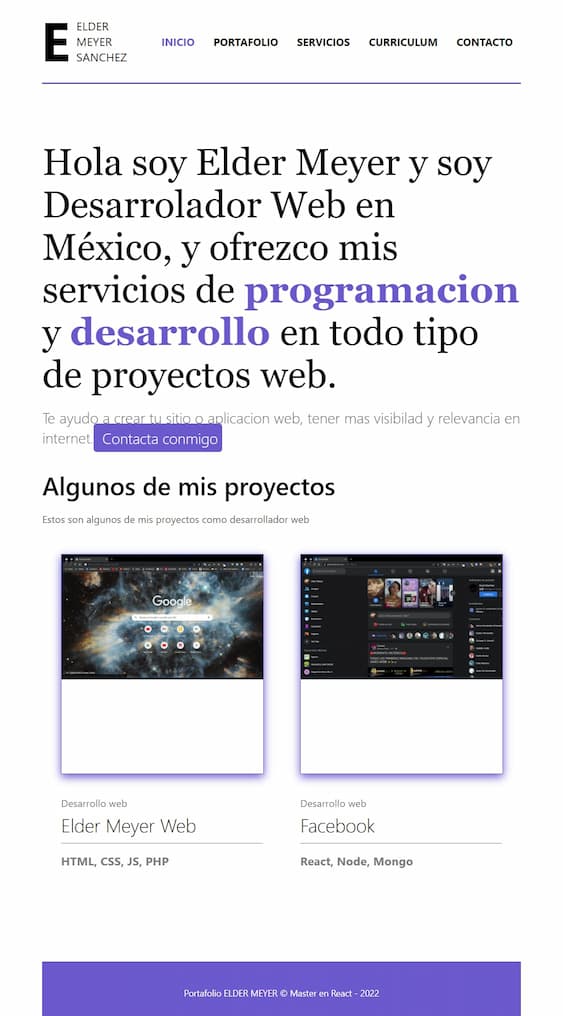 E
ELDER
MEYER
SANCHEZ
INICIO PORTAFOLIO SERVICIOS CURRICULUM CONTACTO
Hola soy Elder Meyer y soy
Desarrolador Web en
México, y ofrezco mis
servicios de programacion
y desarrollo en todo tipo
de proyectos web.
Te ayudo a crear tu sitio o aplicacion web, tener mas visibilad y relevancia en
internet. Contacta conmigo
Algunos de mis proyectos
Estos son algunos de mis proyectos como desarrollador web
Google
Desarrollo web
Elder Meyer Web
HTML, CSS, JS, PHP
Desarrollo web
Facebook
React, Node, Mongo
Portafolio ELDER MEYER © Master en React - 2022